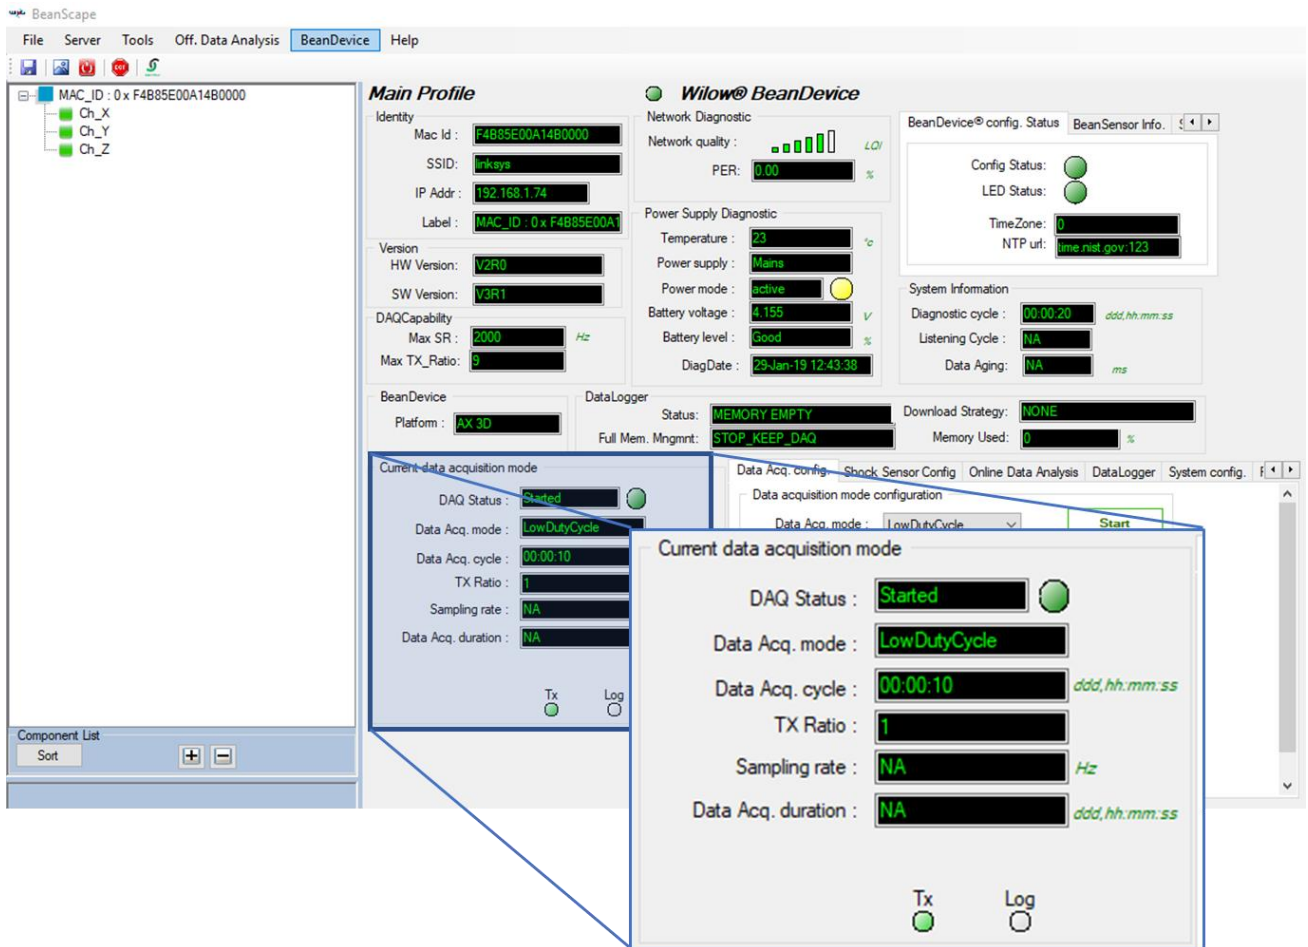 BeanScape
File Server Tools Off. Data Analysis BeanDevice Help
MAC_ID : 0 x F4B85E00A14B0000
Ch_X
Ch_Y
Ch_Z
Component List
Sort
Main Profile
Wilow® BeanDevice
Identity
Mac Id : F4B85E00A14B0000
SSID: linksys
IP Addr : 192.168.1.74
Label : MAC_ID : 0 x F4B85E00A1
Version
HW Version: V2R0
SW Version: V3R1
DAQCapability
Max SR : 2000 Hz
Max TX_Ratio: 9
Network Diagnostic
Network quality : LQI
PER: 0.00 %
Power Supply Diagnostic
Temperature : 23 °c
Power supply : Mains
Power mode : active
Battery voltage : 4.155 V
Battery level : Good %
DiagDate : 29-Jan-19 12:43:38
BeanDevice® config. Status BeanSensor Info.
Config Status:
LED Status:
TimeZone: 0
NTP url: time.nist.gov:123
System Information
Diagnostic cycle : 00:00:20 ddd,hh:mm:ss
Listening Cycle : NA
Data Aging: NA ms
BeanDevice
Platform : AX 3D
DataLogger
Status: MEMORY EMPTY
Full Mem. Mngmnt: STOP_KEEP_DAQ
Download Strategy: NONE
Memory Used: 0 %
Current data acquisition mode
DAQ Status : Started
Data Acq. mode : LowDutyCycle
Data Acq. cycle : 00:00:10
TX Ratio : 1
Sampling rate : NA
Data Acq. duration : NA
Tx Log
Data Acq. config. Shock Sensor Config Online Data Analysis DataLogger System config.
Data acquisition mode configuration
Data Acq. mode : LowDutyCycle Start
Current data acquisition mode
DAQ Status : Started
Data Acq. mode : LowDutyCycle
Data Acq. cycle : 00:00:10 ddd,hh:mm:ss
TX Ratio : 1
Sampling rate : NA Hz
Data Acq. duration : NA ddd,hh:mm:ss
Tx Log